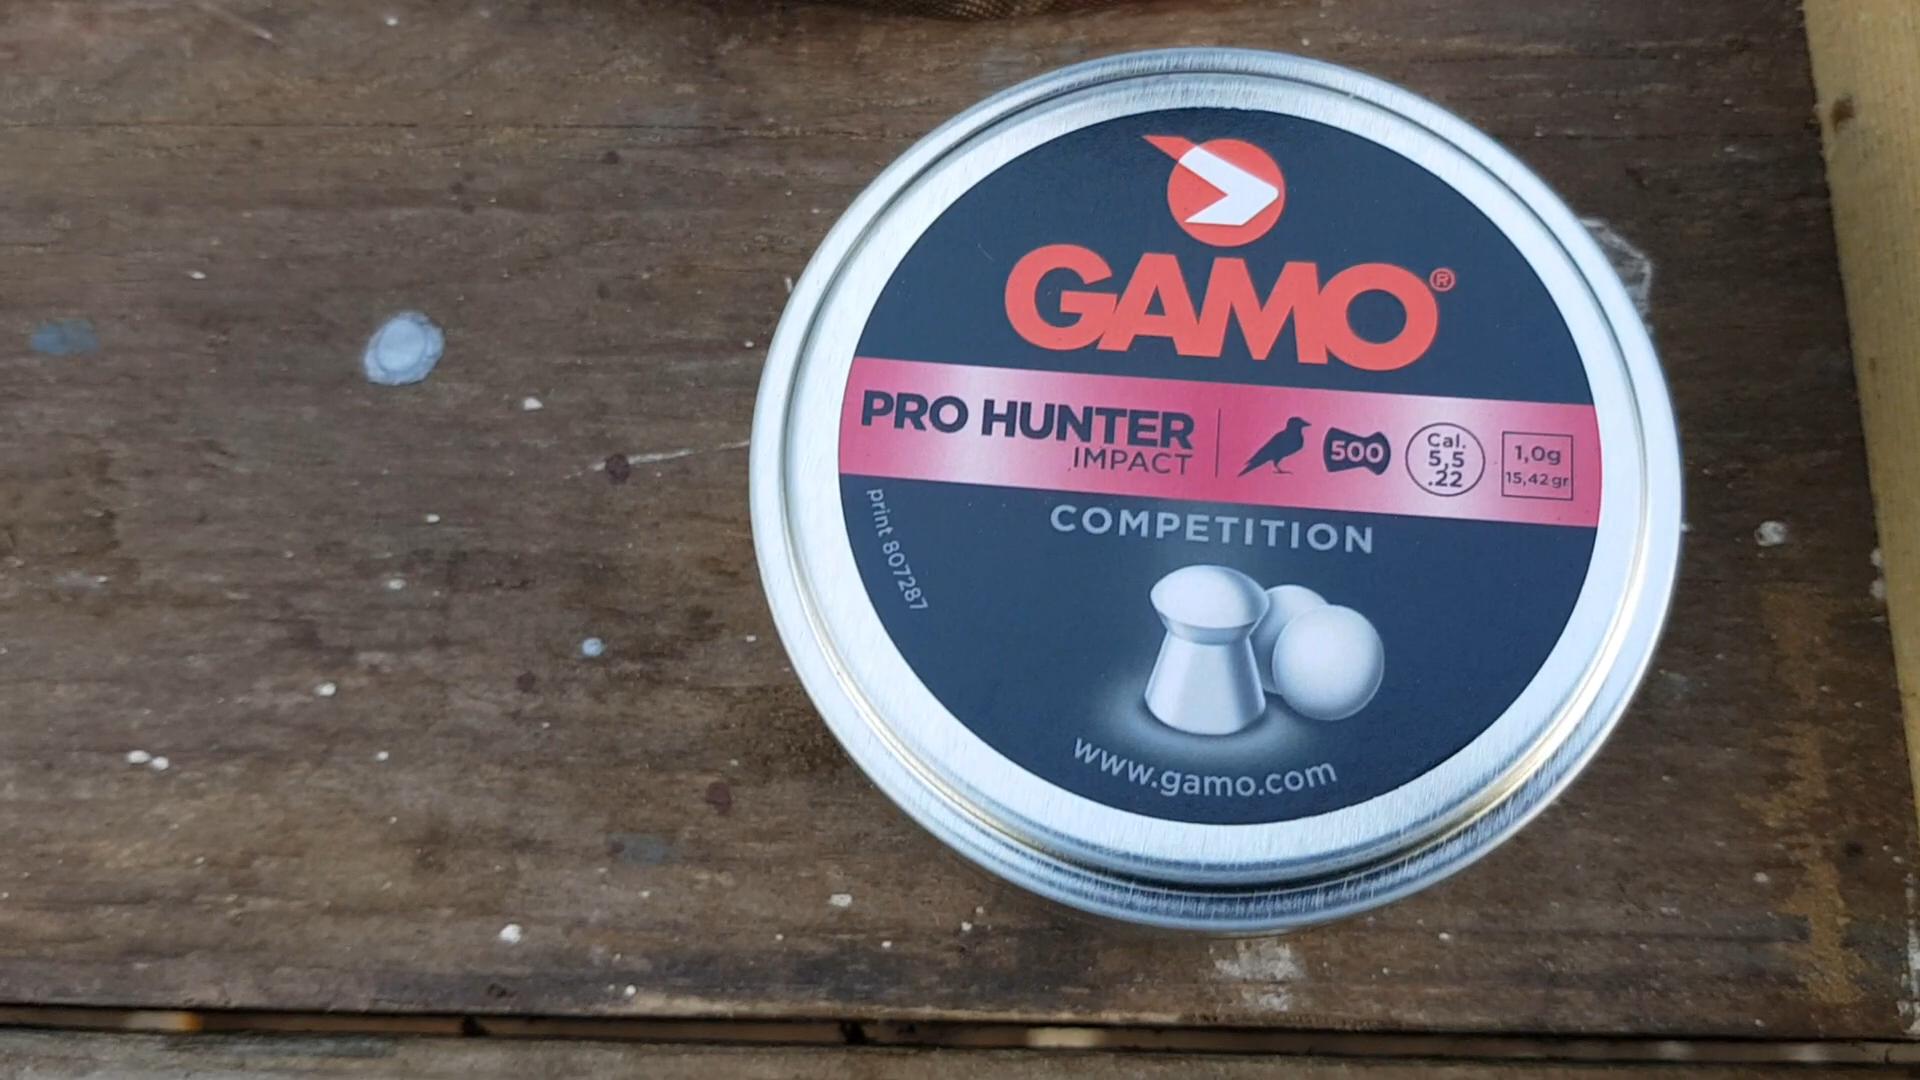 GAMO®
PRO HUNTER
IMPACT
500
Cal.
5,5
.22
1,0g
15,42 gr
COMPETITION
print 807287
www.gamo.com